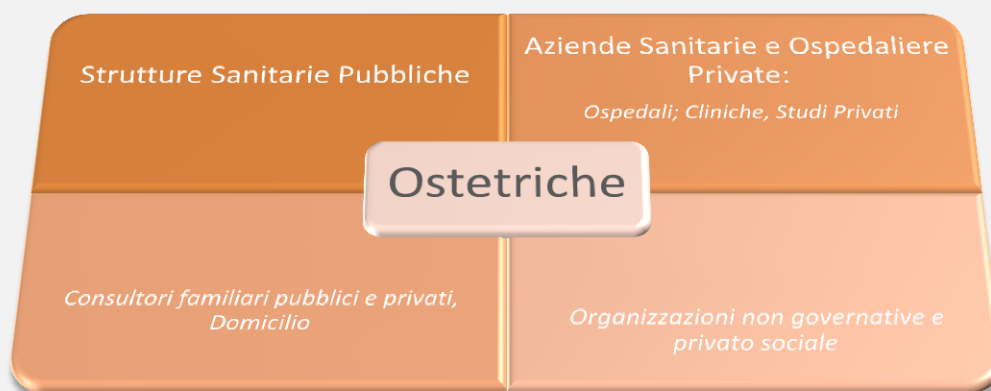 Strutture Sanitarie Pubbliche
Aziende Sanitarie e Ospedaliere
Private:
Ospedali; Cliniche, Studi Privati
Ostetriche
Consultori familiari pubblici e privati,
Domicilio
Organizzazioni non governative e
privato sociale